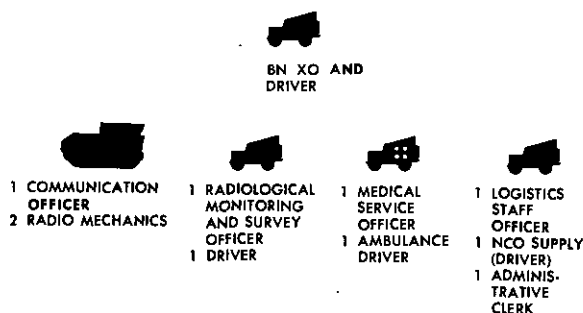 BN XO AND
DRIVER
1 COMMUNICATION
OFFICER
2 RADIO MECHANICS
1 RADIOLOGICAL
MONITORING
AND SURVEY
OFFICER
1 DRIVER
1 MEDICAL
SERVICE
OFFICER
1 AMBULANCE
DRIVER
1 LOGISTICS
STAFF
OFFICER
1 NCO SUPPLY
(DRIVER)
1 ADMINIS-
TRATIVE
CLERK